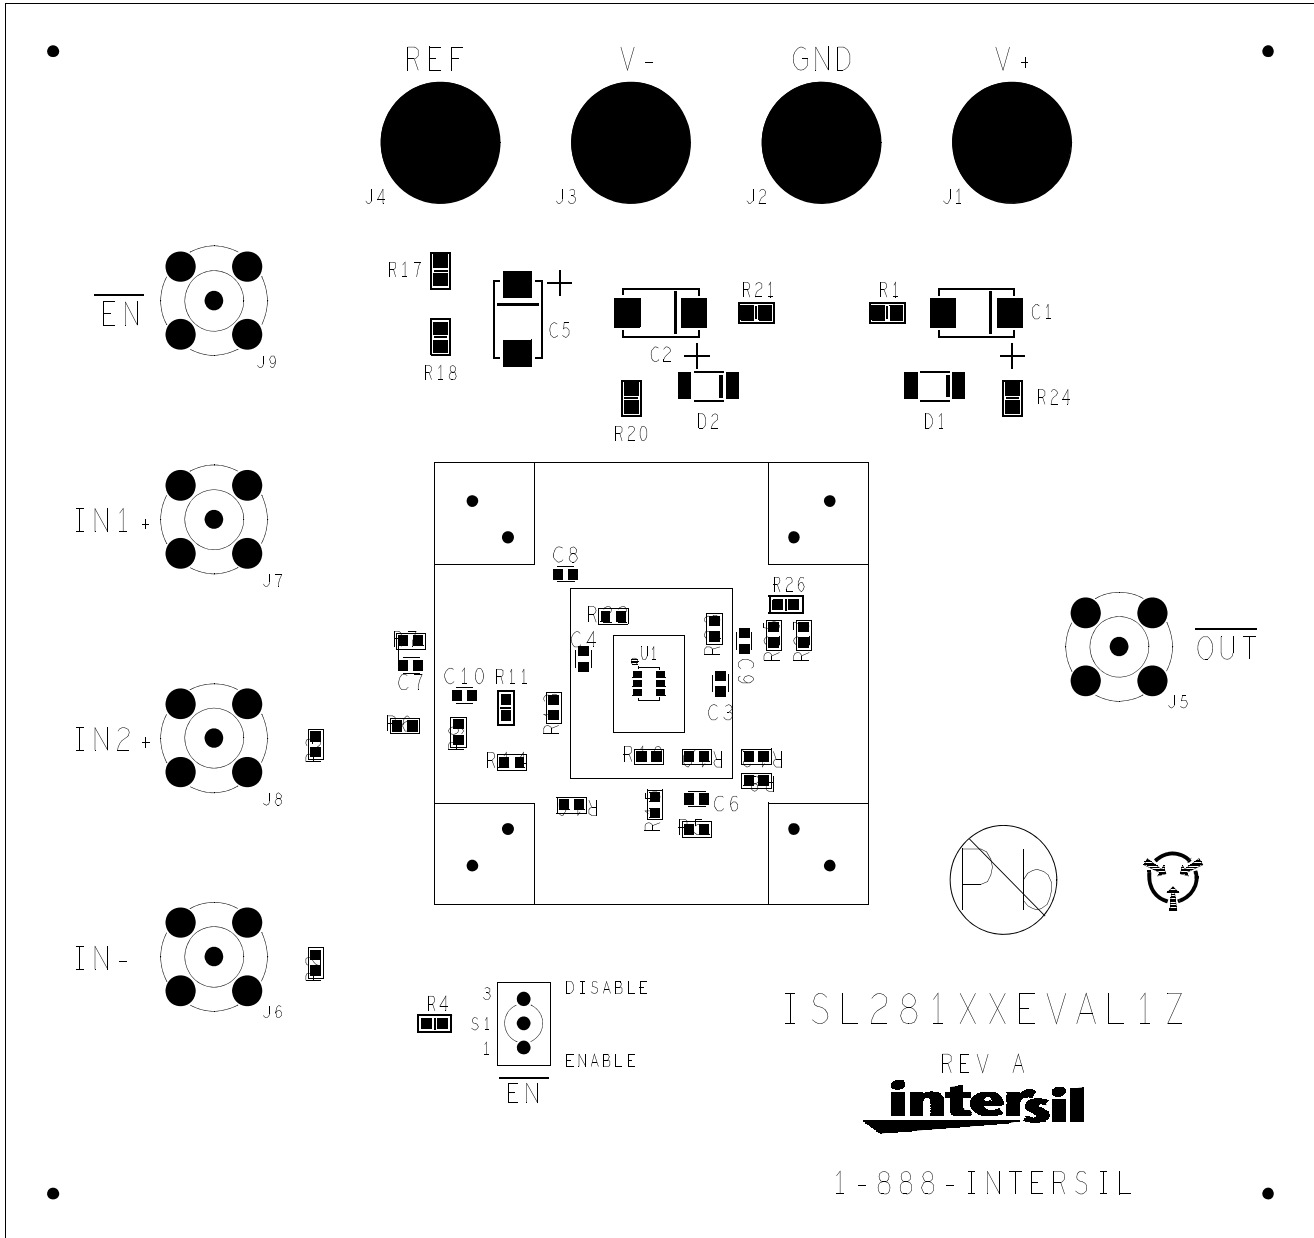 REF
V-
GND
V+
J4
J3
J2
J1
R17
R21
R1
EN
C5
C1
J9
C2
R18
R24
R20
D2
D1
IN1+
J7
C8
R26
C4
U1
OUT
C7
C10
R11
C9
J5
C3
IN2+
J8
C6
Pb
IN-
J6
R4
3
DISABLE
S1
1
ENABLE
EN
ISL281XXEVAL1Z
REV A
intersil
1-888-INTERSIL